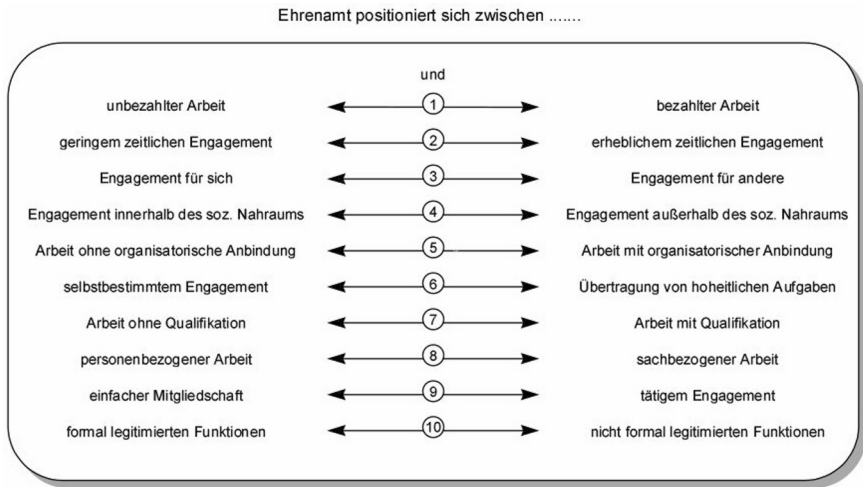 Ehrenamt positioniert sich zwischen .......
und
unbezahlter Arbeit 1 bezahlter Arbeit
geringem zeitlichen Engagement 2 erheblichem zeitlichen Engagement
Engagement für sich 3 Engagement für andere
Engagement innerhalb des soz. Nahraums 4 Engagement außerhalb des soz. Nahraums
Arbeit ohne organisatorische Anbindung 5 Arbeit mit organisatorischer Anbindung
selbstbestimmtem Engagement 6 Übertragung von hoheitlichen Aufgaben
Arbeit ohne Qualifikation 7 Arbeit mit Qualifikation
personenbezogener Arbeit 8 sachbezogener Arbeit
einfacher Mitgliedschaft 9 tätigem Engagement
formal legitimierten Funktionen 10 nicht formal legitimierten Funktionen